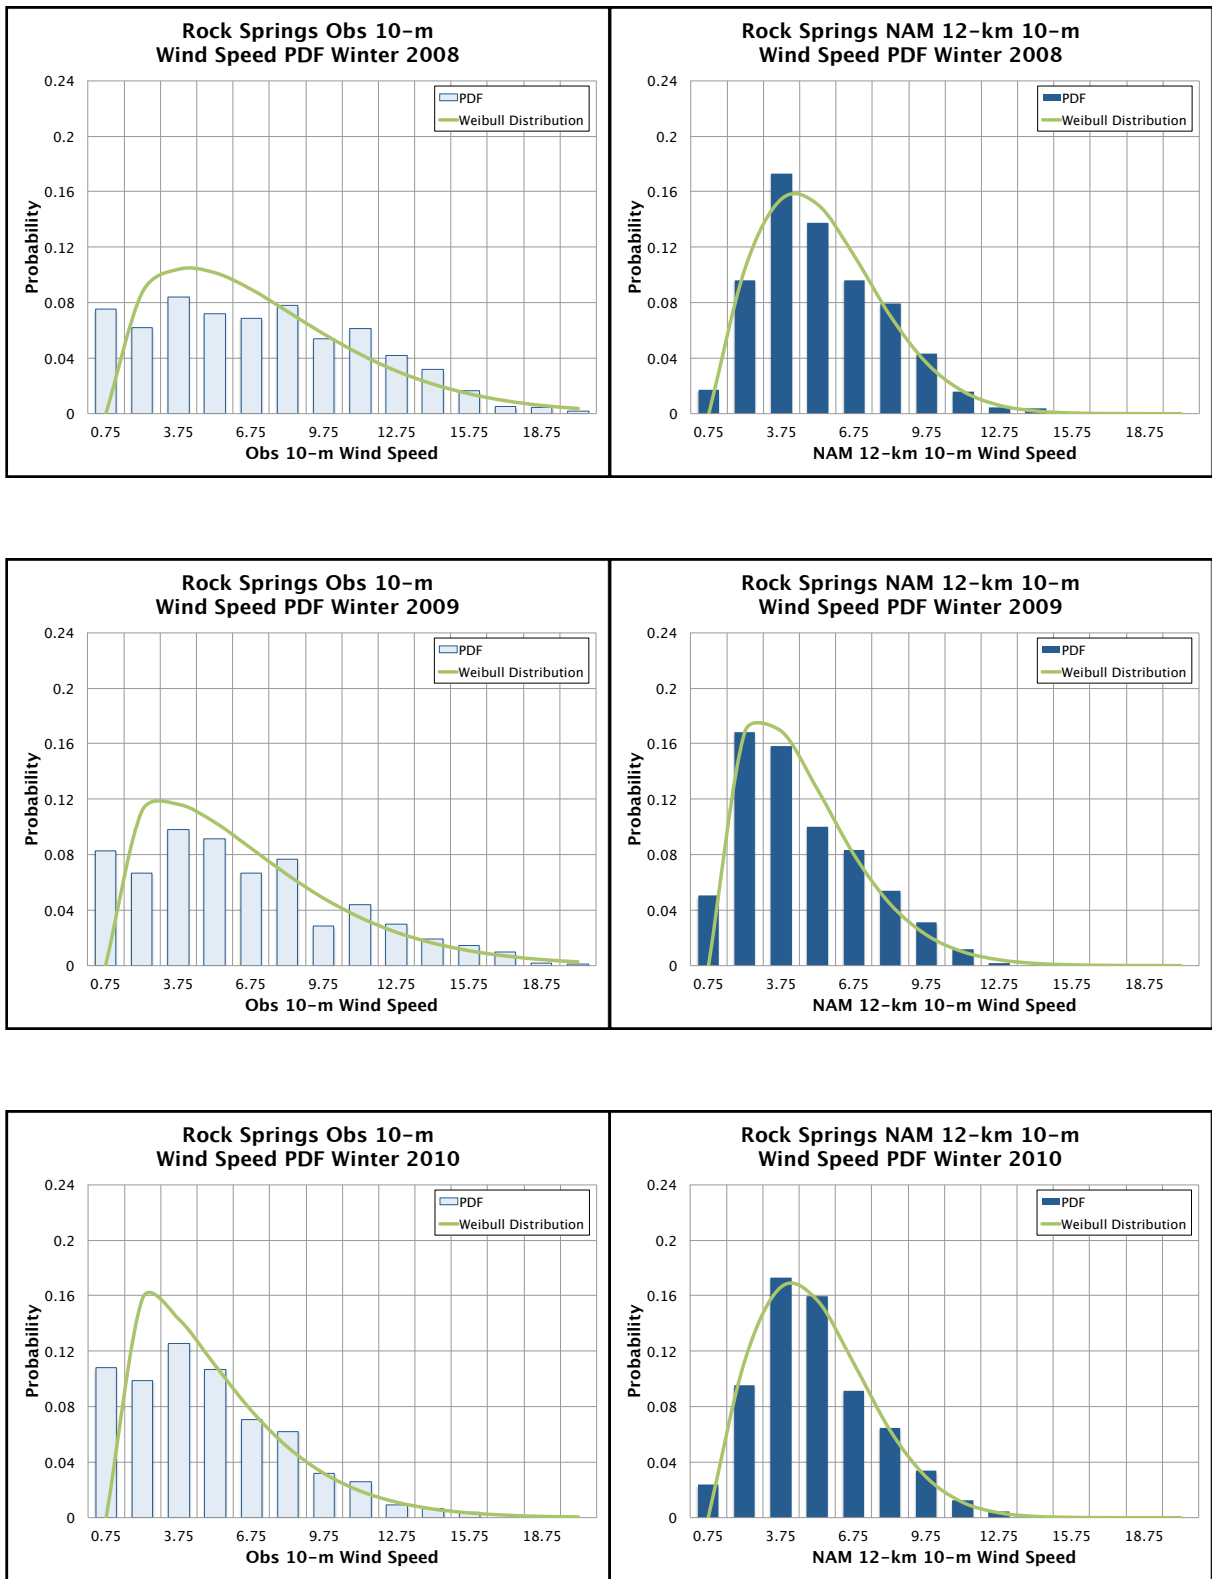 Rock Springs Obs 10-m
Wind Speed PDF Winter 2008
0.24
0.2
0.16
0.12
0.08
0.04
0
Probability
PDF
Weibull Distribution
0.75 3.75 6.75 9.75 12.75 15.75 18.75
Obs 10-m Wind Speed
Rock Springs NAM 12-km 10-m
Wind Speed PDF Winter 2008
0.24
0.2
0.16
0.12
0.08
0.04
0
Probability
PDF
Weibull Distribution
0.75 3.75 6.75 9.75 12.75 15.75 18.75
NAM 12-km 10-m Wind Speed
Rock Springs Obs 10-m
Wind Speed PDF Winter 2009
0.24
0.2
0.16
0.12
0.08
0.04
0
Probability
PDF
Weibull Distribution
0.75 3.75 6.75 9.75 12.75 15.75 18.75
Obs 10-m Wind Speed
Rock Springs NAM 12-km 10-m
Wind Speed PDF Winter 2009
0.24
0.2
0.16
0.12
0.08
0.04
0
Probability
PDF
Weibull Distribution
0.75 3.75 6.75 9.75 12.75 15.75 18.75
NAM 12-km 10-m Wind Speed
Rock Springs Obs 10-m
Wind Speed PDF Winter 2010
0.24
0.2
0.16
0.12
0.08
0.04
0
Probability
PDF
Weibull Distribution
0.75 3.75 6.75 9.75 12.75 15.75 18.75
Obs 10-m Wind Speed
Rock Springs NAM 12-km 10-m
Wind Speed PDF Winter 2010
0.24
0.2
0.16
0.12
0.08
0.04
0
Probability
PDF
Weibull Distribution
0.75 3.75 6.75 9.75 12.75 15.75 18.75
NAM 12-km 10-m Wind Speed